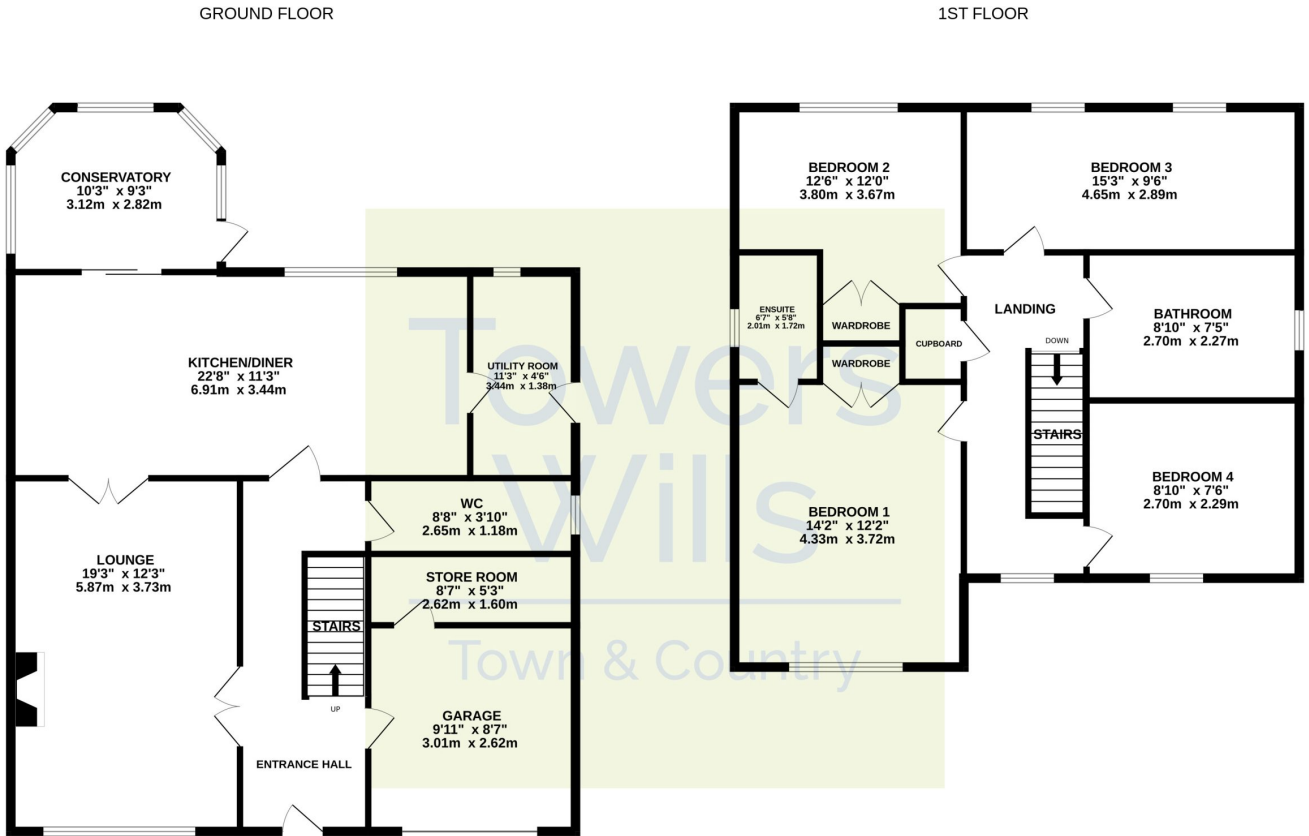 GROUND FLOOR
1ST FLOOR
CONSERVATORY
10'3" x 9'3"
3.12m x 2.82m
KITCHEN/DINER
22'8" x 11'3"
6.91m x 3.44m
UTILITY ROOM
11'3" x 4'6"
3.44m x 1.38m
WC
8'8" x 3'10"
2.65m x 1.18m
LOUNGE
19'3" x 12'3"
5.87m x 3.73m
STORE ROOM
8'7" x 5'3"
2.62m x 1.60m
STAIRS
UP
GARAGE
9'11" x 8'7"
3.01m x 2.62m
ENTRANCE HALL
BEDROOM 2
12'6" x 12'0"
3.80m x 3.67m
BEDROOM 3
15'3" x 9'6"
4.65m x 2.89m
ENSUITE
6'7" x 5'8"
2.01m x 1.72m
WARDROBE
WARDROBE
CUPBOARD
LANDING
DOWN
STAIRS
BATHROOM
8'10" x 7'5"
2.70m x 2.27m
BEDROOM 1
14'2" x 12'2"
4.33m x 3.72m
BEDROOM 4
8'10" x 7'6"
2.70m x 2.29m
Towers
Wills
Town & Country